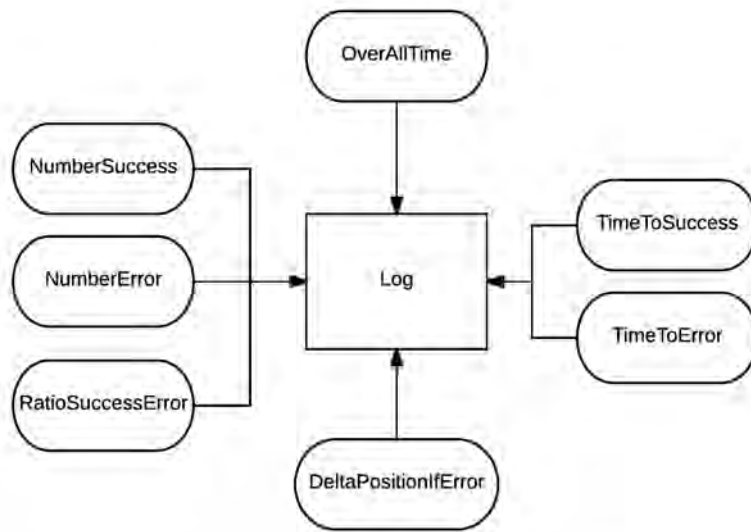 OverAllTime
NumberSuccess
TimeToSuccess
NumberError
Log
TimeToError
RatioSuccessError
DeltaPositionIfError